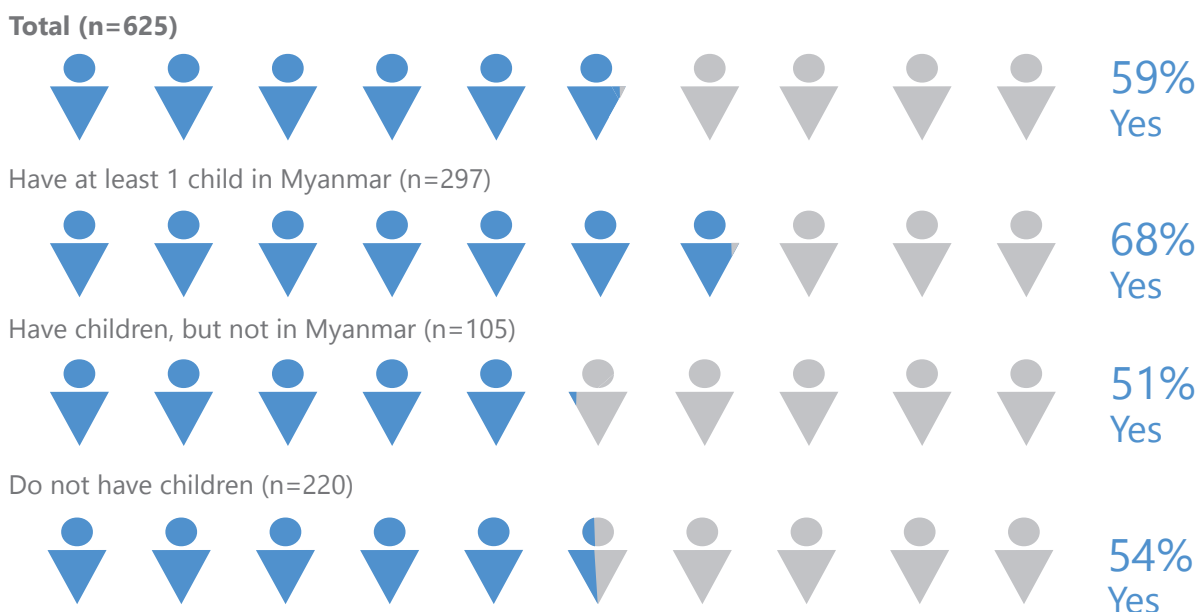 Total (n=625)
59%
Yes
Have at least 1 child in Myanmar (n=297)
68%
Yes
Have children, but not in Myanmar (n=105)
51%
Yes
Do not have children (n=220)
54%
Yes